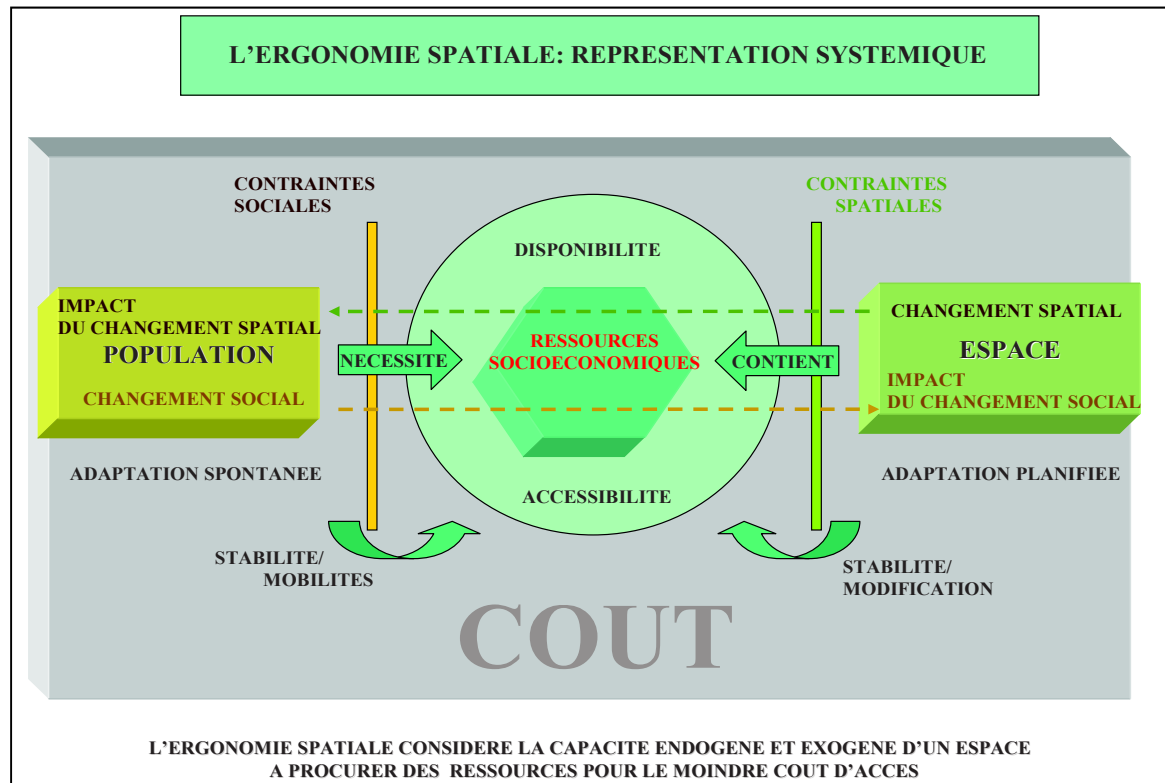 L'ERGONOMIE SPATIALE: REPRESENTATION SYSTEMIQUE
CONTRAINTES
SOCIALES
CONTRAINTES
SPATIALES
DISPONIBILITE
IMPACT
DU CHANGEMENT SPATIAL
POPULATION
CHANGEMENT SOCIAL
NECESSITE
RESSOURCES
SOCIOECONOMIQUES
CONTIENT
CHANGEMENT SPATIAL
ESPACE
IMPACT
DU CHANGEMENT SOCIAL
ADAPTATION SPONTANEE
ACCESSIBILITE
ADAPTATION PLANIFIEE
STABILITE/
MOBILITES
STABILITE/
MODIFICATION
COUT
L'ERGONOMIE SPATIALE CONSIDERE LA CAPACITE ENDOGENE ET EXOGENE D'UN ESPACE
A PROCURER DES RESSOURCES POUR LE MOINDRE COUT D'ACCES